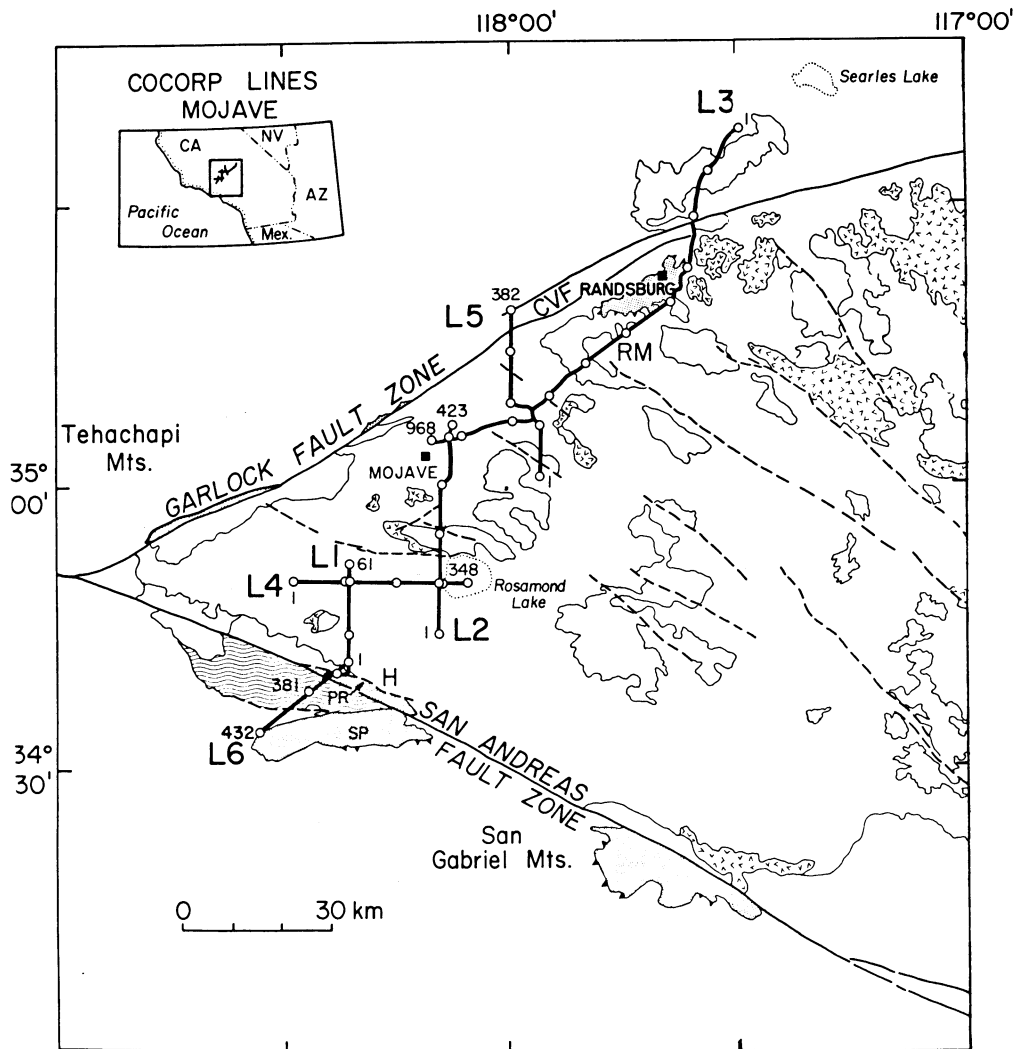 118°00'
117°00'
COCORP LINES
MOJAVE
CA
NV
AZ
Pacific
Ocean
Mex.
Searles Lake
L3
1
382
L5
CVF
RANDSBURG
RM
GARLOCK FAULT ZONE
423
968
Tehachapi
Mts.
MOJAVE
1
35°
00'
L1
61
348
L4
1
Rosamond
Lake
1
L2
1
H
381
PR
SP
432
L6
SAN ANDREAS
FAULT ZONE
34°
30'
San
Gabriel Mts.
0
30 km